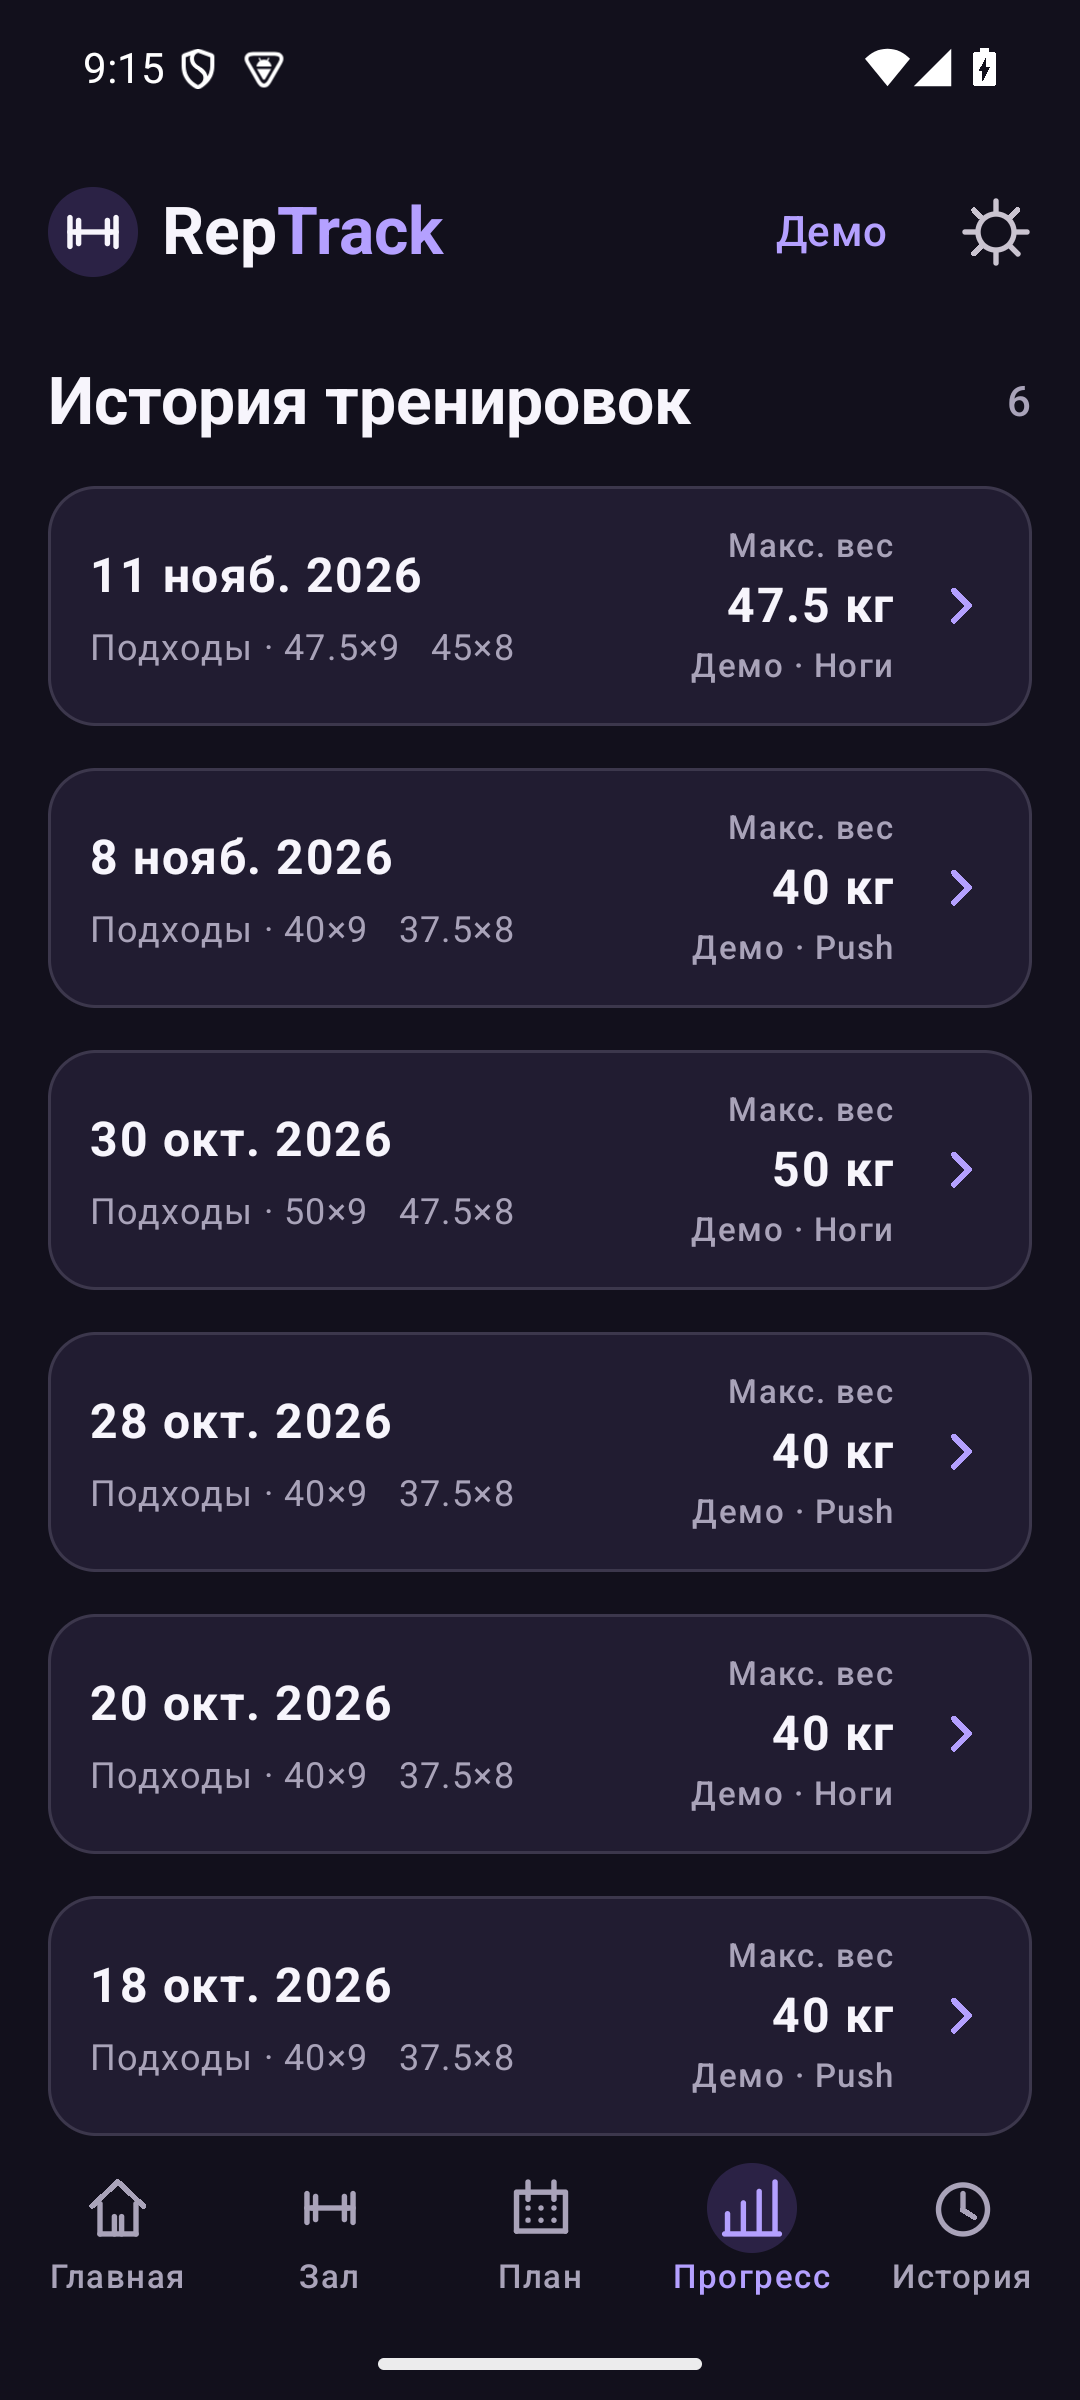 9:15
RepTrack
Демо
История тренировок
6
11 нояб. 2026
Подходы · 47.5×9 45×8
Макс. вес
47.5 кг
Демо · Ноги
8 нояб. 2026
Подходы · 40×9 37.5×8
Макс. вес
40 кг
Демо · Push
30 окт. 2026
Подходы · 50×9 47.5×8
Макс. вес
50 кг
Демо · Ноги
28 окт. 2026
Подходы · 40×9 37.5×8
Макс. вес
40 кг
Демо · Push
20 окт. 2026
Подходы · 40×9 37.5×8
Макс. вес
40 кг
Демо · Ноги
18 окт. 2026
Подходы · 40×9 37.5×8
Макс. вес
40 кг
Демо · Push
Главная
Зал
План
Прогресс
История